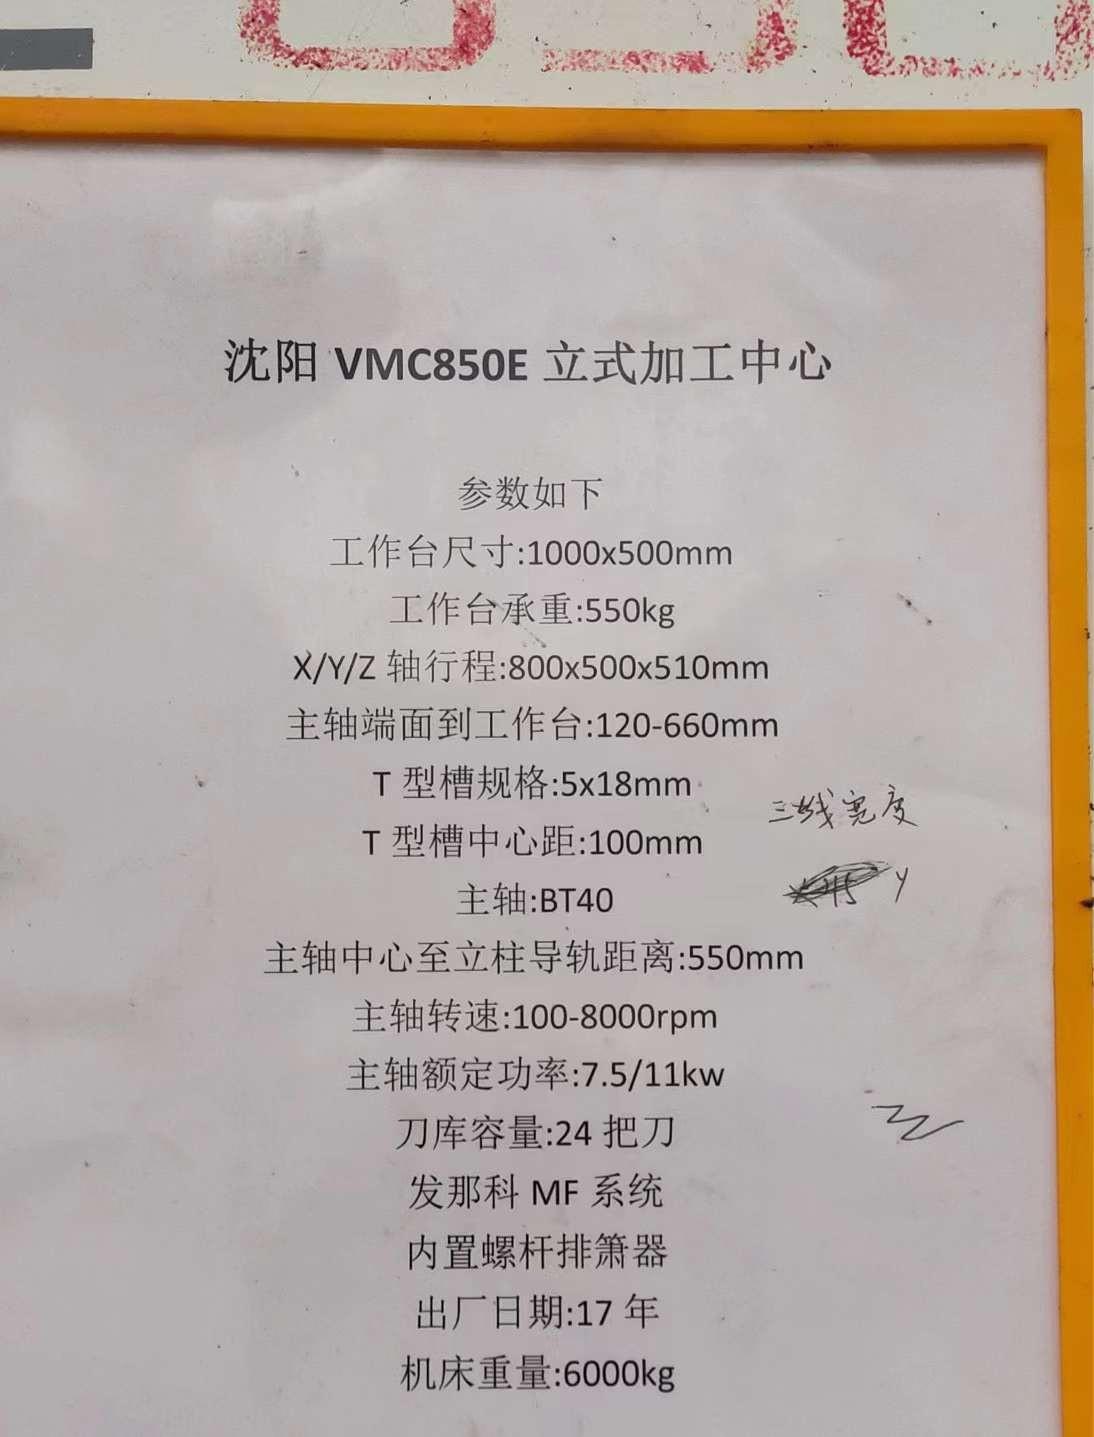 沈阳 VMC850E 立式加工中心
参数如下
工作台尺寸:1000x500mm
工作台承重:550kg
X/Y/Z 轴行程:800x500x510mm
主轴端面到工作台:120-660mm
T 型槽规格:5x18mm
三线宽度
T 型槽中心距:100mm
Y
主轴:BT40
主轴中心至立柱导轨距离:550mm
主轴转速:100-8000rpm
主轴额定功率:7.5/11kw
刀库容量:24 把刀
发那科 MF 系统
内置螺杆排箫器
出厂日期:17 年
机床重量:6000kg